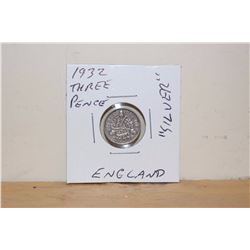 1932
THREE
PENCE
"SILVER"
ENGLAND